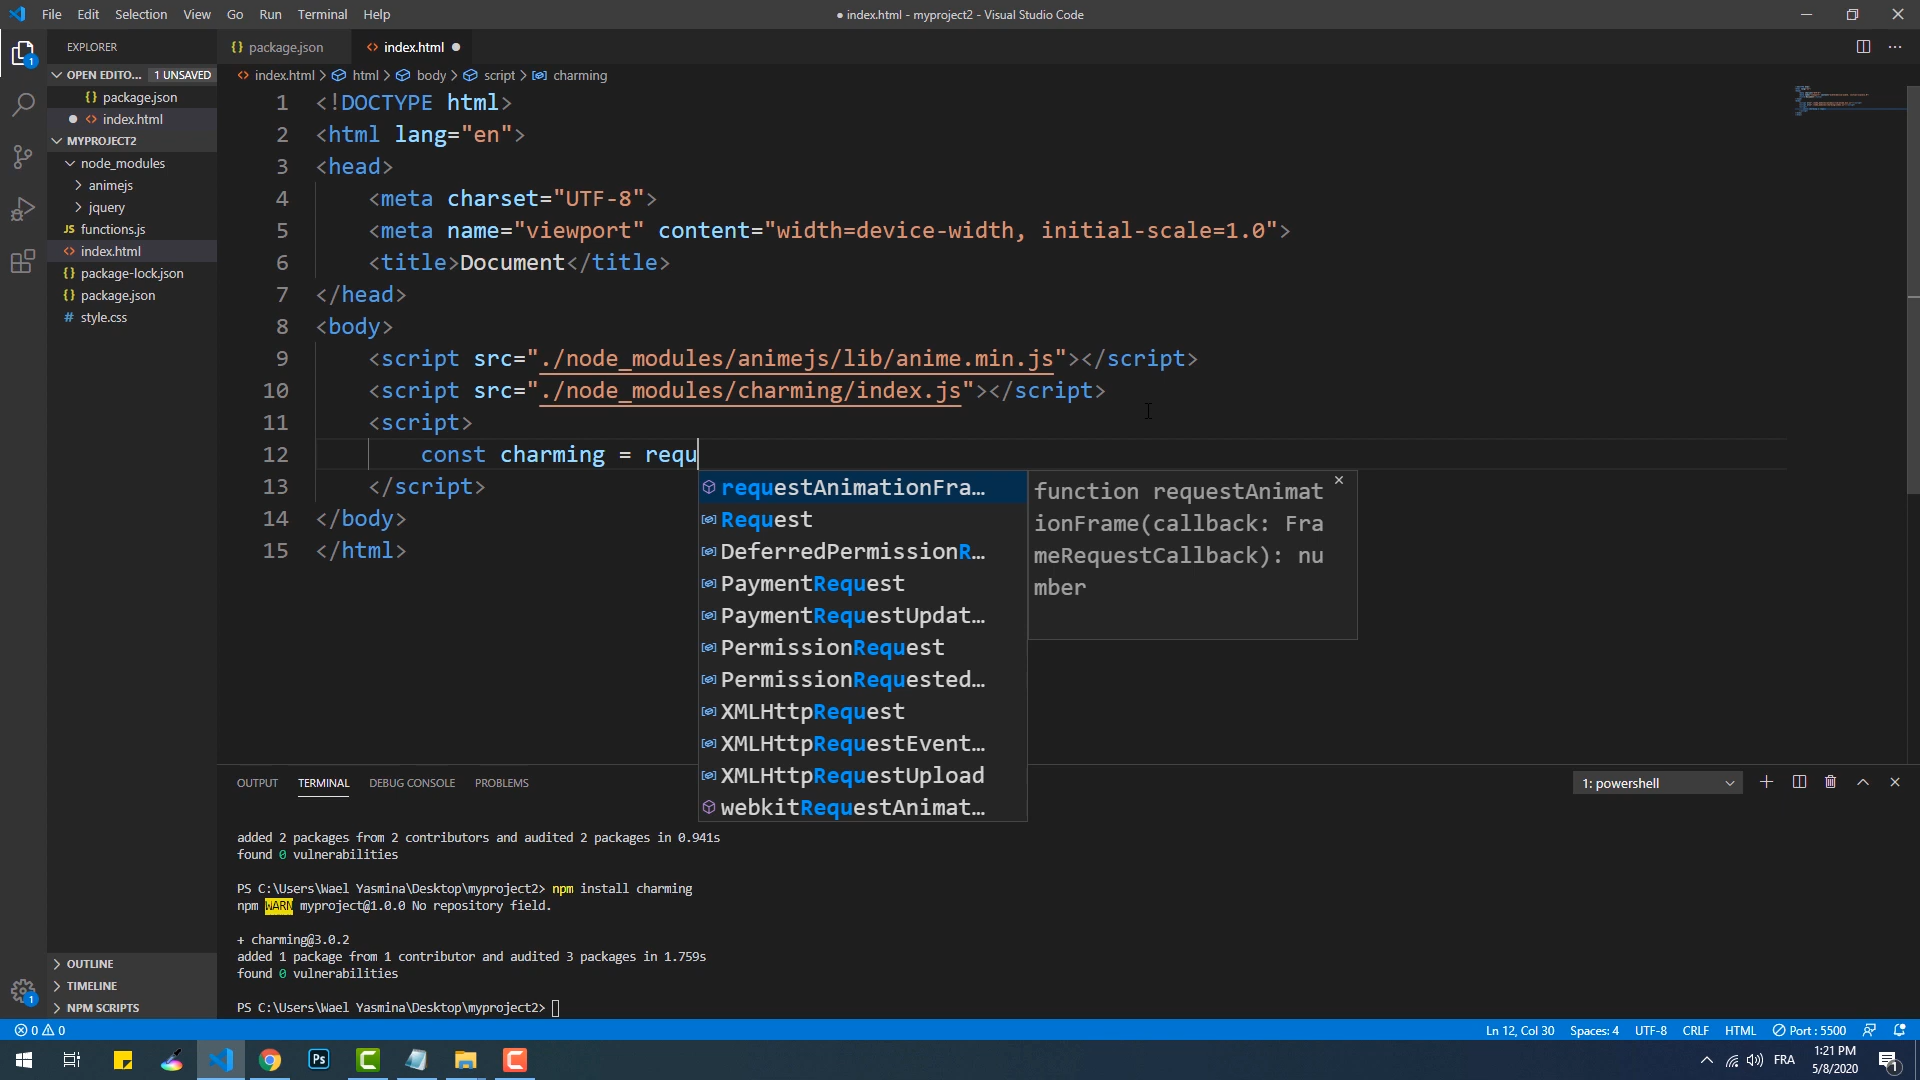 File Edit Selection View Go Run Terminal Help
● index.html - myproject2 - Visual Studio Code
EXPLORER
{} package.json
<> index.html ●
OPEN EDITO... 1 UNSAVED
{} package.json
● <> index.html
MYPROJECT2
node_modules
animejs
jquery
JS functions.js
<> index.html
{} package-lock.json
{} package.json
# style.css
OUTLINE
TIMELINE
NPM SCRIPTS
<> index.html > html > body > script > charming
1 <!DOCTYPE html>
2 <html lang="en">
3 <head>
4 <meta charset="UTF-8">
5 <meta name="viewport" content="width=device-width, initial-scale=1.0">
6 <title>Document</title>
7 </head>
8 <body>
9 <script src="./node_modules/animejs/lib/anime.min.js"></script>
10 <script src="./node_modules/charming/index.js"></script>
11 <script>
12 const charming = requ
13 </script>
14 </body>
15 </html>
requestAnimationFra...
Request
DeferredPermissionR...
PaymentRequest
PaymentRequestUpdat...
PermissionRequest
PermissionRequested...
XMLHttpRequest
XMLHttpRequestEvent...
XMLHttpRequestUpload
webkitRequestAnimat...
function requestAnimat
ionFrame(callback: Fra
meRequestCallback): nu
mber
OUTPUT TERMINAL DEBUG CONSOLE PROBLEMS
1: powershell
added 2 packages from 2 contributors and audited 2 packages in 0.941s
found 0 vulnerabilities
PS C:\Users\Wael Yasmina\Desktop\myproject2> npm install charming
npm WARN myproject@1.0.0 No repository field.
+ charming@3.0.2
added 1 package from 1 contributor and audited 3 packages in 1.759s
found 0 vulnerabilities
PS C:\Users\Wael Yasmina\Desktop\myproject2>
0 0
Ln 12, Col 30 Spaces: 4 UTF-8 CRLF HTML Port : 5500
Ps
FRA
1:21 PM
5/8/2020
1
1
1